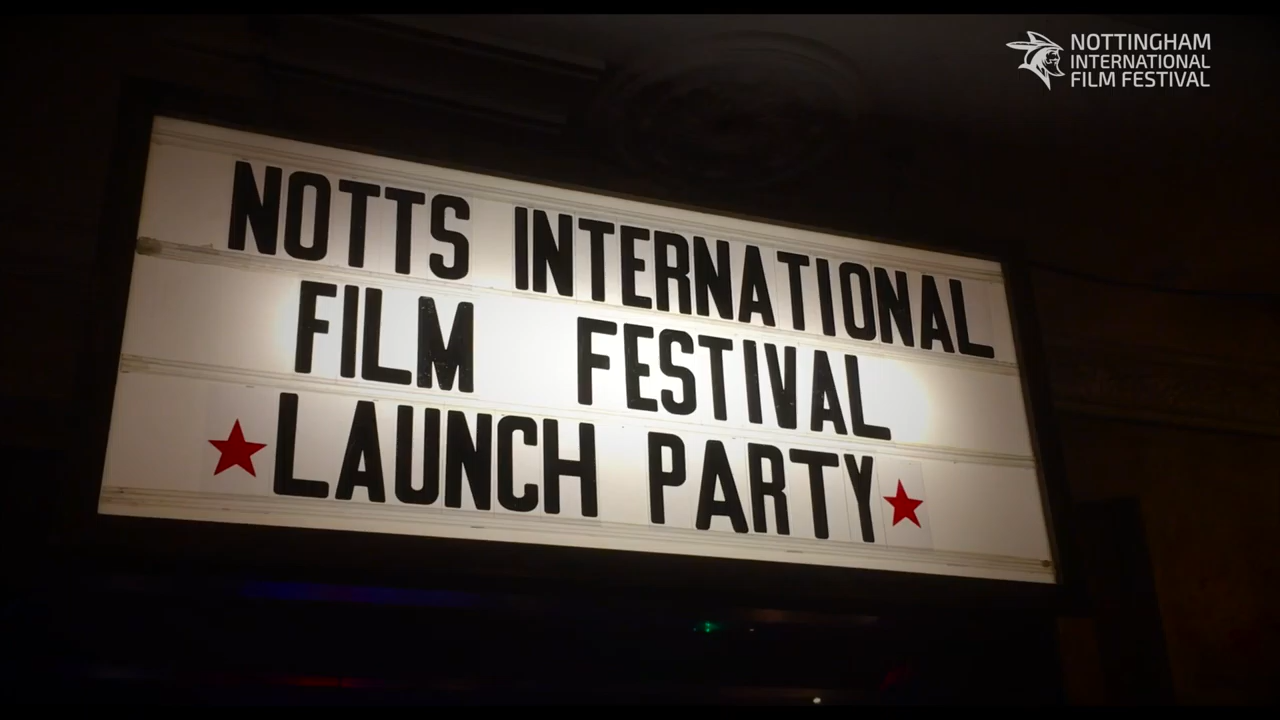 NOTTINGHAM
INTERNATIONAL
FILM FESTIVAL
NOTTS INTERNATIONAL
FILM FESTIVAL
★LAUNCH PARTY★